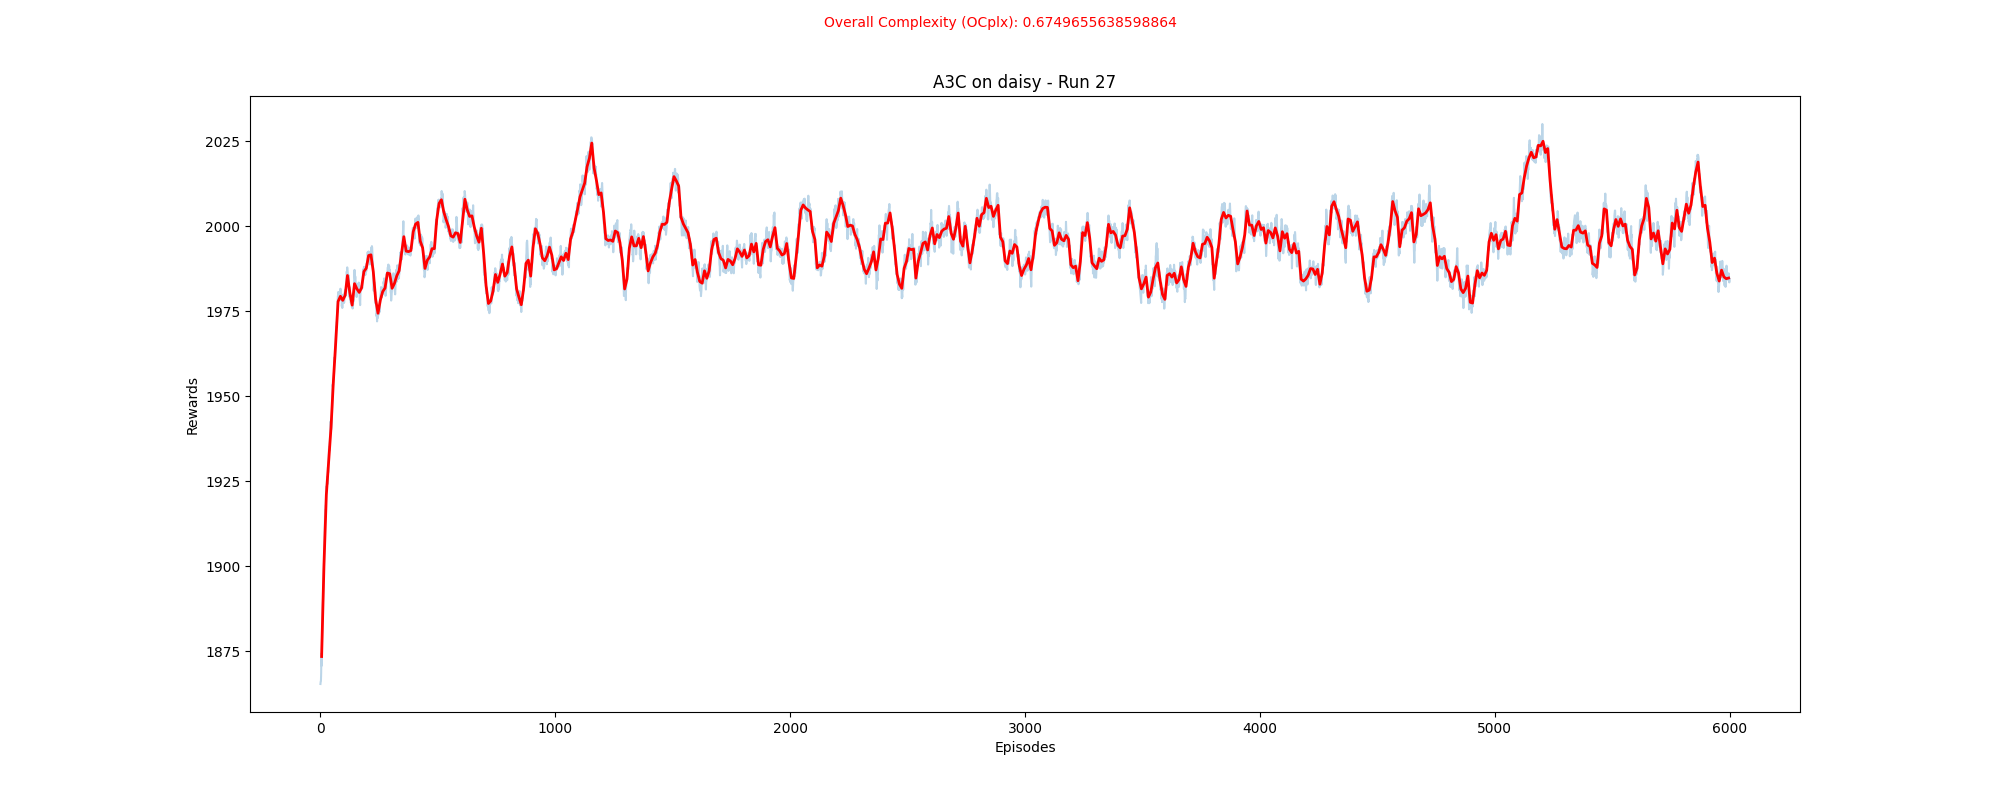 Overall Complexity (OCplx): 0.6749655638598864
A3C on daisy - Run 27
2025
2000
1975
1950
1925
1900
1875
Rewards
0 1000 2000 3000 4000 5000 6000
Episodes